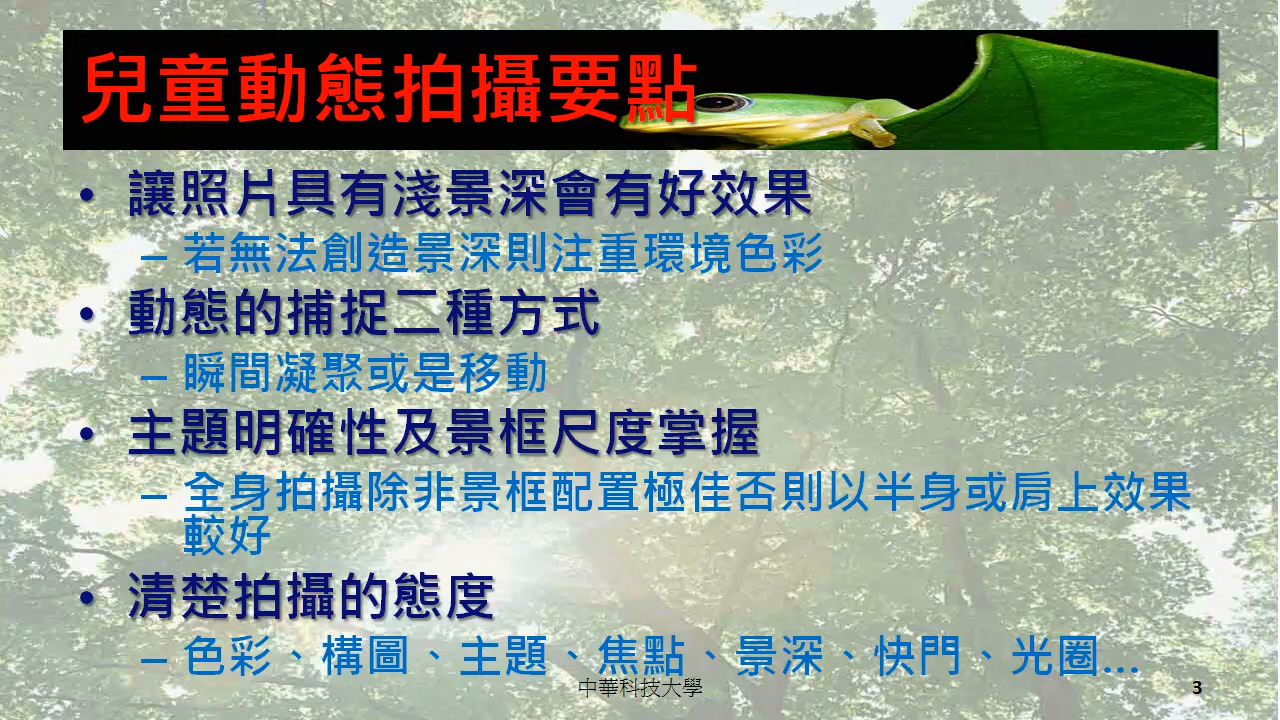 兒童動態拍攝要點
• 讓照片具有淺景深會有好效果
– 若無法創造景深則注重環境色彩
• 動態的捕捉二種方式
– 瞬間凝聚或是移動
• 主題明確性及景框尺度掌握
– 全身拍攝除非景框配置極佳否則以半身或肩上效果
較好
• 清楚拍攝的態度
– 色彩、構圖、主題、焦點、景深、快門、光圈...
中華科技大學
3